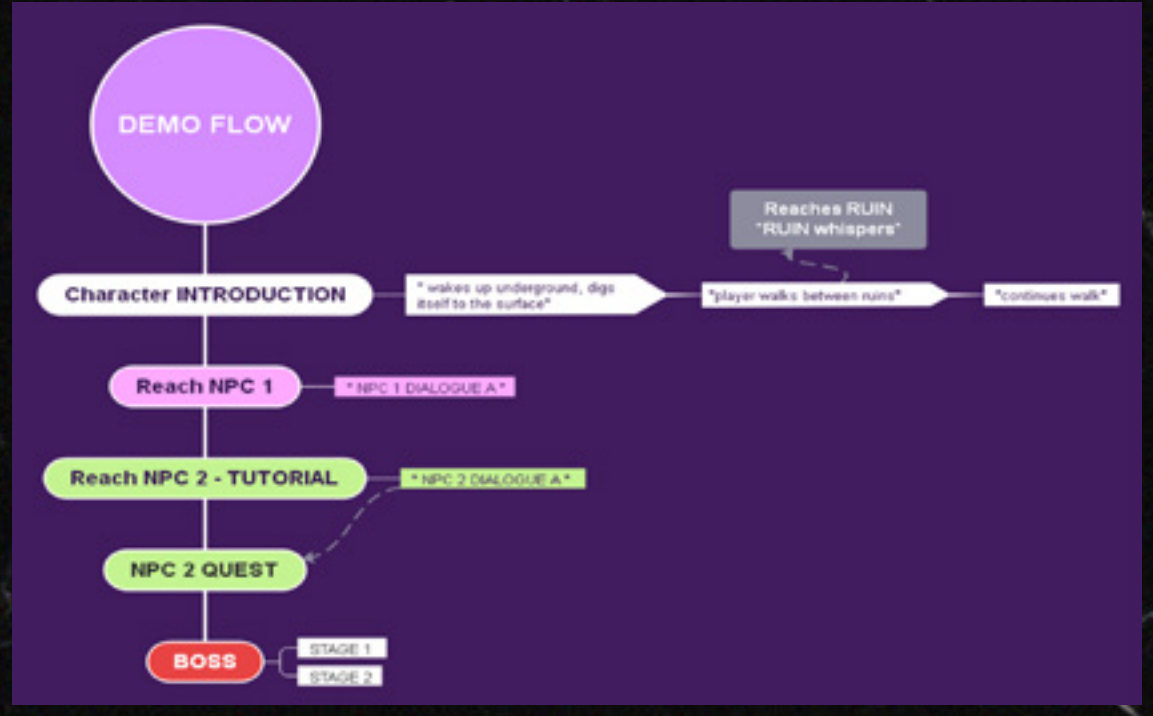 DEMO FLOW
Reaches RUIN
"RUIN whispers"
Character INTRODUCTION
" wakes up underground, digs
itself to the surface"
"player walks between ruins"
"continues walk"
Reach NPC 1
" NPC 1 DIALOGUE A "
Reach NPC 2 - TUTORIAL
" NPC 2 DIALOGUE A "
NPC 2 QUEST
BOSS
STAGE 1
STAGE 2